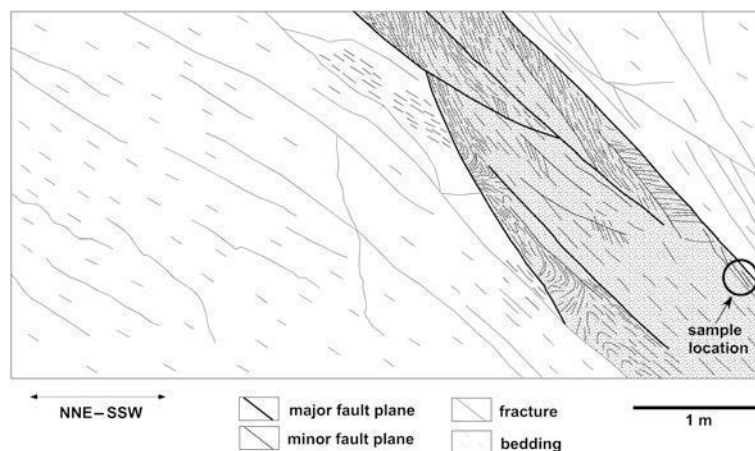 sample
location
NNE–SSW
major fault plane
minor fault plane
fracture
bedding
1 m